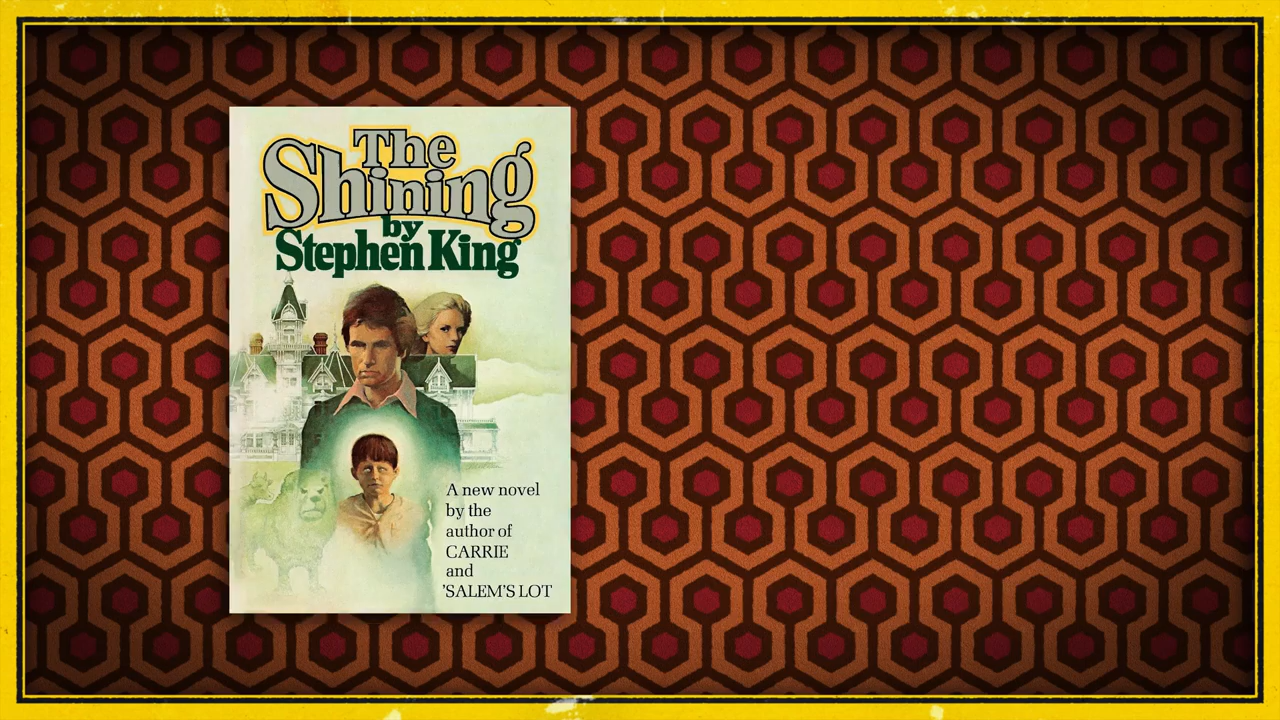 The
Shining
by
Stephen King
A new novel
by the
author of
CARRIE
and
'SALEM'S LOT